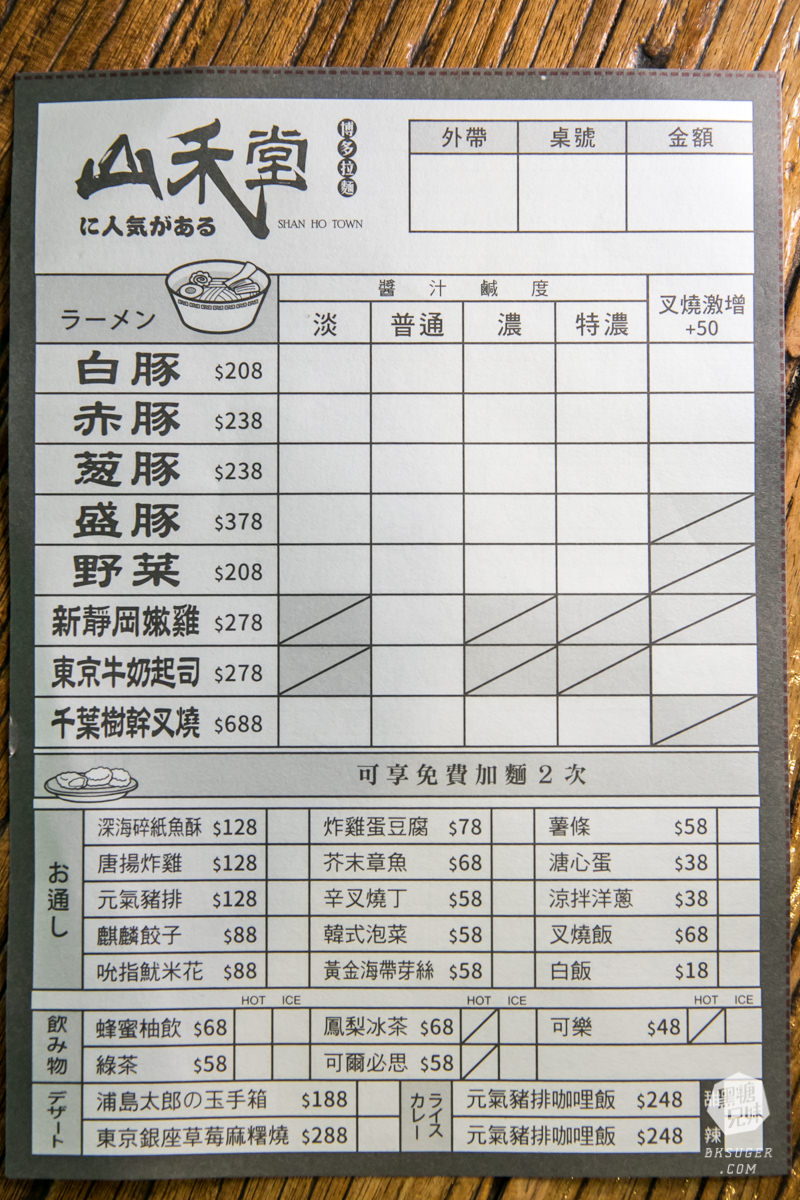 山禾堂
博多拉麵
に人気がある
SHAN HO TOWN
外帶 桌號 金額
ラーメン
醬汁鹹度
淡 普通 濃 特濃
叉燒激增
+50
白豚 $208
赤豚 $238
葱豚 $238
盛豚 $378
野菜 $208
新靜岡嫩雞 $278
東京牛奶起司 $278
千葉樹幹叉燒 $688
可享免費加麵2次
お通し
深海碎紙魚酥 $128 炸雞蛋豆腐 $78 薯條 $58
唐揚炸雞 $128 芥末章魚 $68 溏心蛋 $38
元氣豬排 $128 辛叉燒丁 $58 涼拌洋蔥 $38
麒麟餃子 $88 韓式泡菜 $58 叉燒飯 $68
吮指魷米花 $88 黃金海帶芽絲 $58 白飯 $18
HOT ICE HOT ICE HOT ICE
飲み物
蜂蜜柚飲 $68 鳳梨冰茶 $68 可樂 $48
綠茶 $58 可爾必思 $58
デザート
浦島太郎の玉手箱 $188
東京銀座草莓麻糬燒 $288
ライスカレー
元氣豬排咖哩飯 $248
元氣豬排咖哩飯 $248 辣
黑糖
兄妹
BKSUGER
.COM